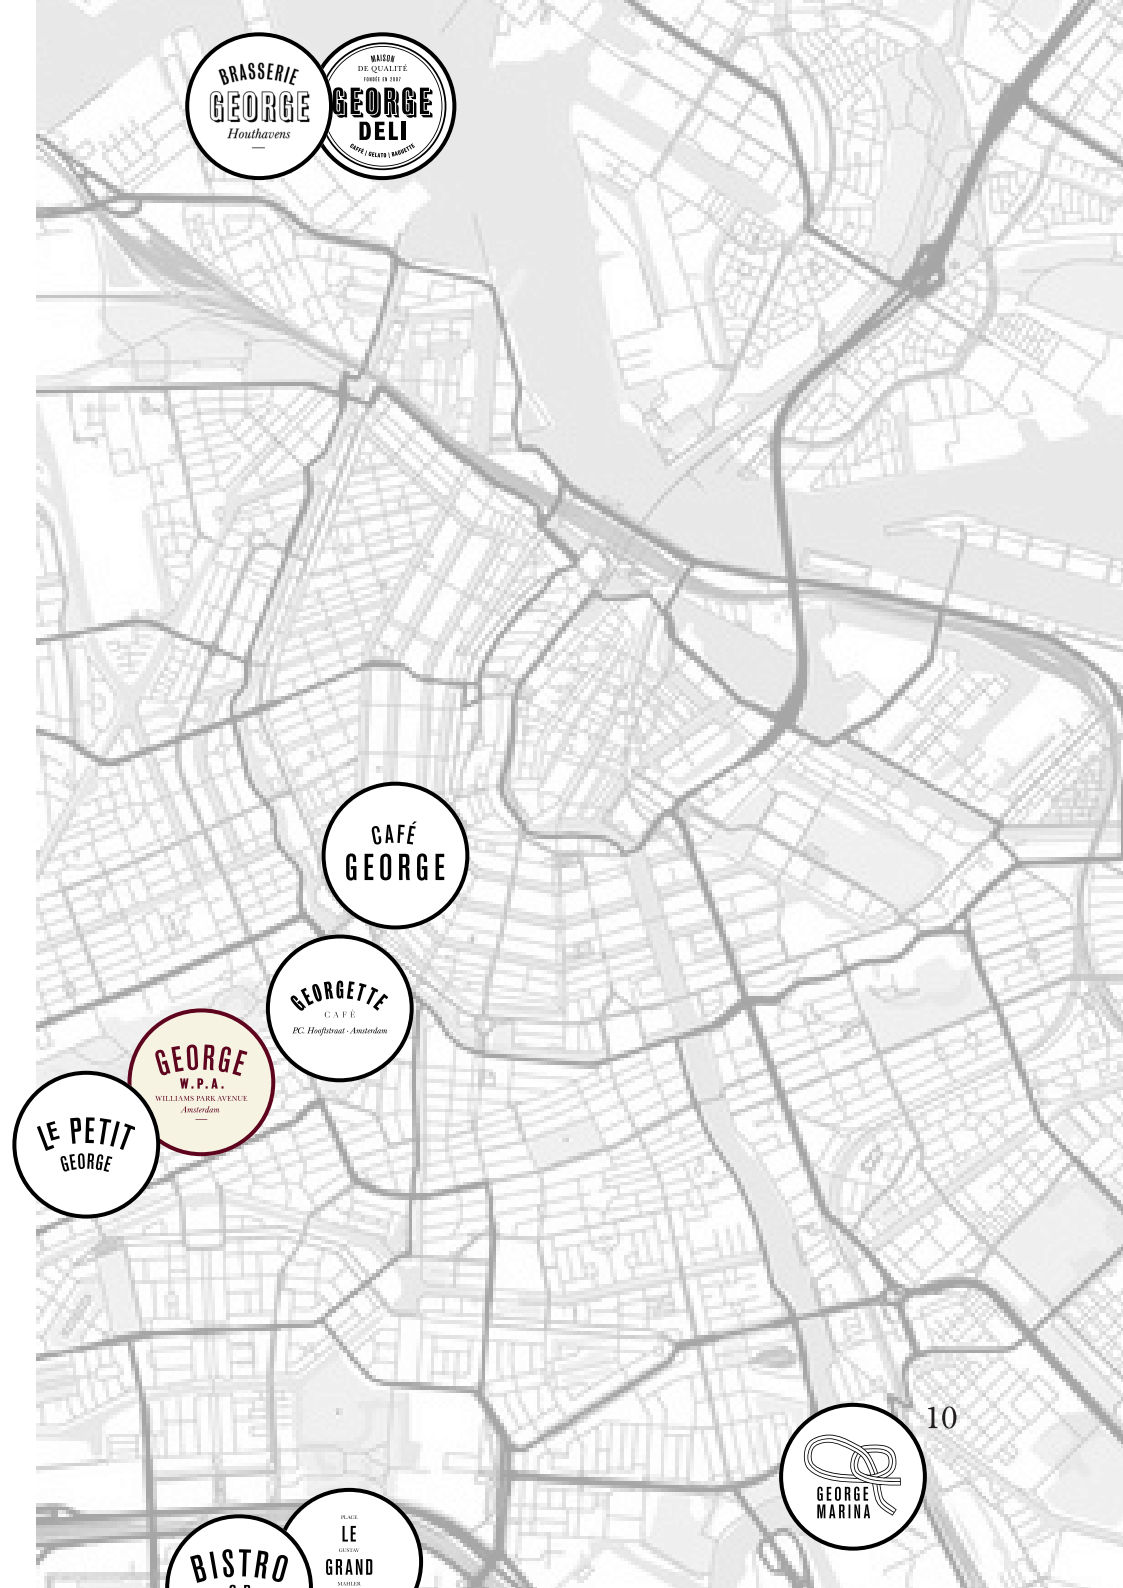 BRASSERIE
GEORGE
Houthavens
MAISON
DE QUALITÉ
FONDÉE EN 2007
GEORGE
DELI
CAFFÈ | GELATO | BAGUETTE
CAFÉ
GEORGE
GEORGETTE
CAFÉ
P.C. Hooftstraat · Amsterdam
GEORGE
W.P.A.
WILLIAMS PARK AVENUE
Amsterdam
LE PETIT
GEORGE
10
GEORGE
MARINA
PLACE
LE
GUSTAV
GRAND
MAHLER
BISTRO